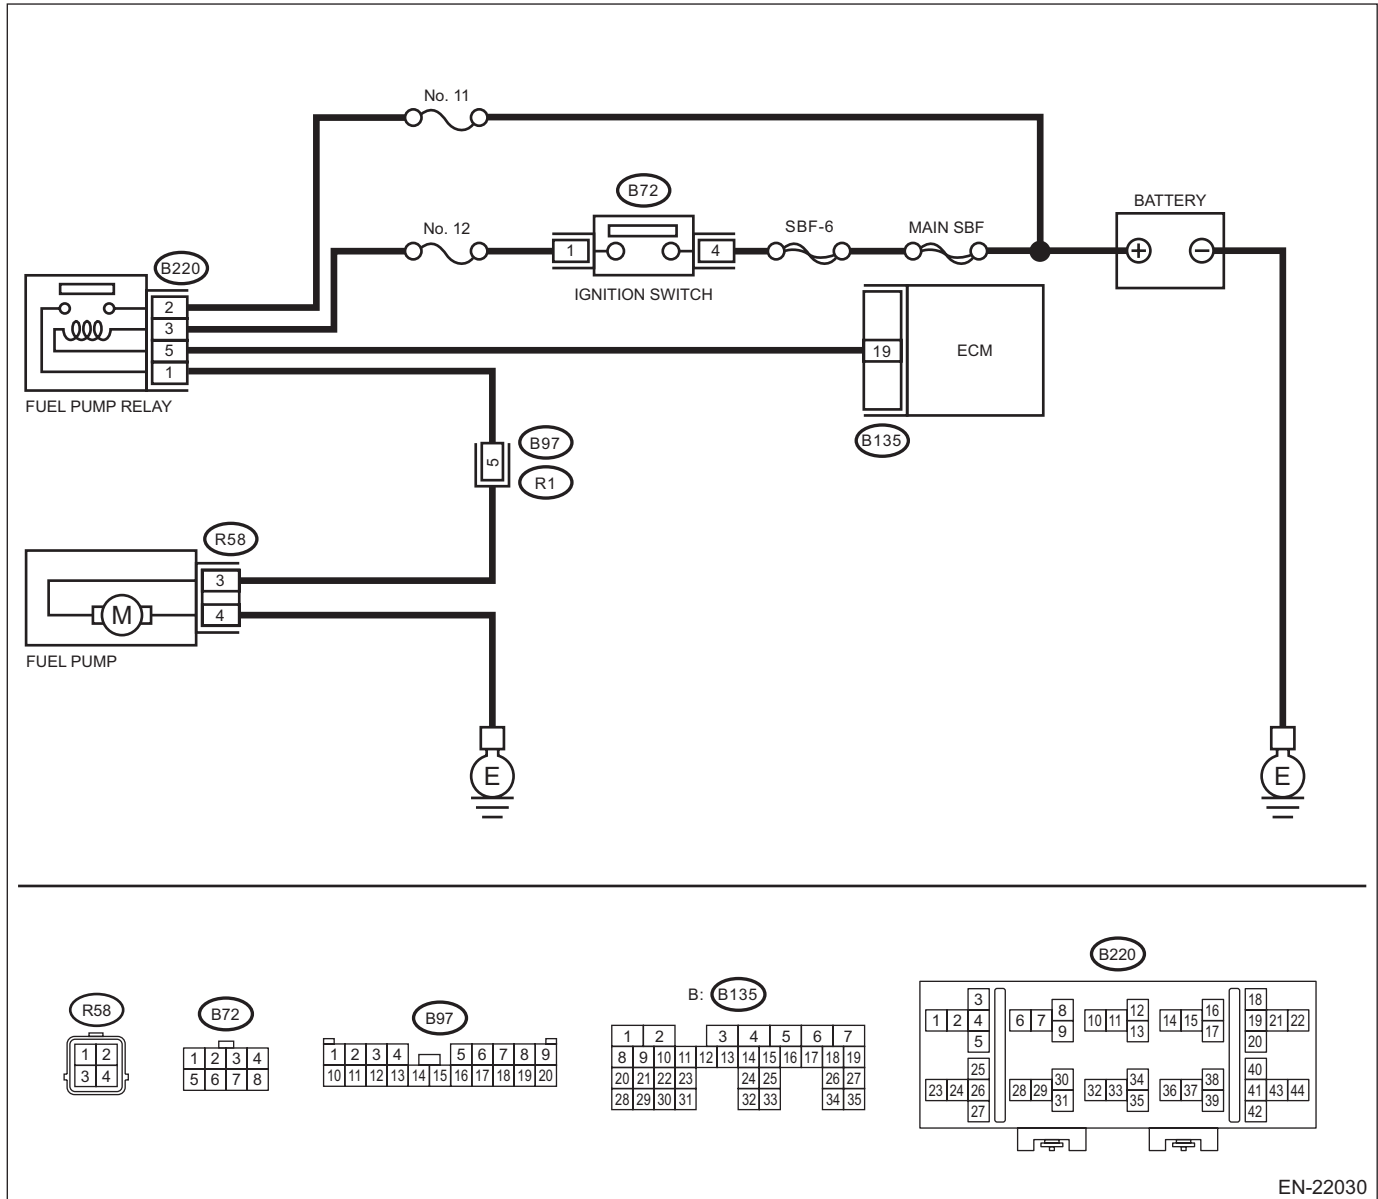 No. 11
B72
BATTERY
No. 12
1
4
SBF-6
MAIN SBF
+
−
IGNITION SWITCH
B220
2
3
5
1
FUEL PUMP RELAY
19
ECM
B135
5
B97
R1
R58
3
4
M
FUEL PUMP
E
E
R58
1 2
3 4
B72
1 2 3 4
5 6 7 8
B97
1 2 3 4 5 6 7 8 9
10 11 12 13 14 15 16 17 18 19 20
B: B135
1 2 3 4 5 6 7
8 9 10 11 12 13 14 15 16 17 18 19
20 21 22 23 24 25 26 27
28 29 30 31 32 33 34 35
B220
3 8 12 16 18
1 2 4 6 7 9 10 11 13 14 15 17 19 21 22
5 20
25 30 34 38 40
23 24 26 28 29 31 32 33 35 36 37 39 41 43 44
27 42
EN-22030